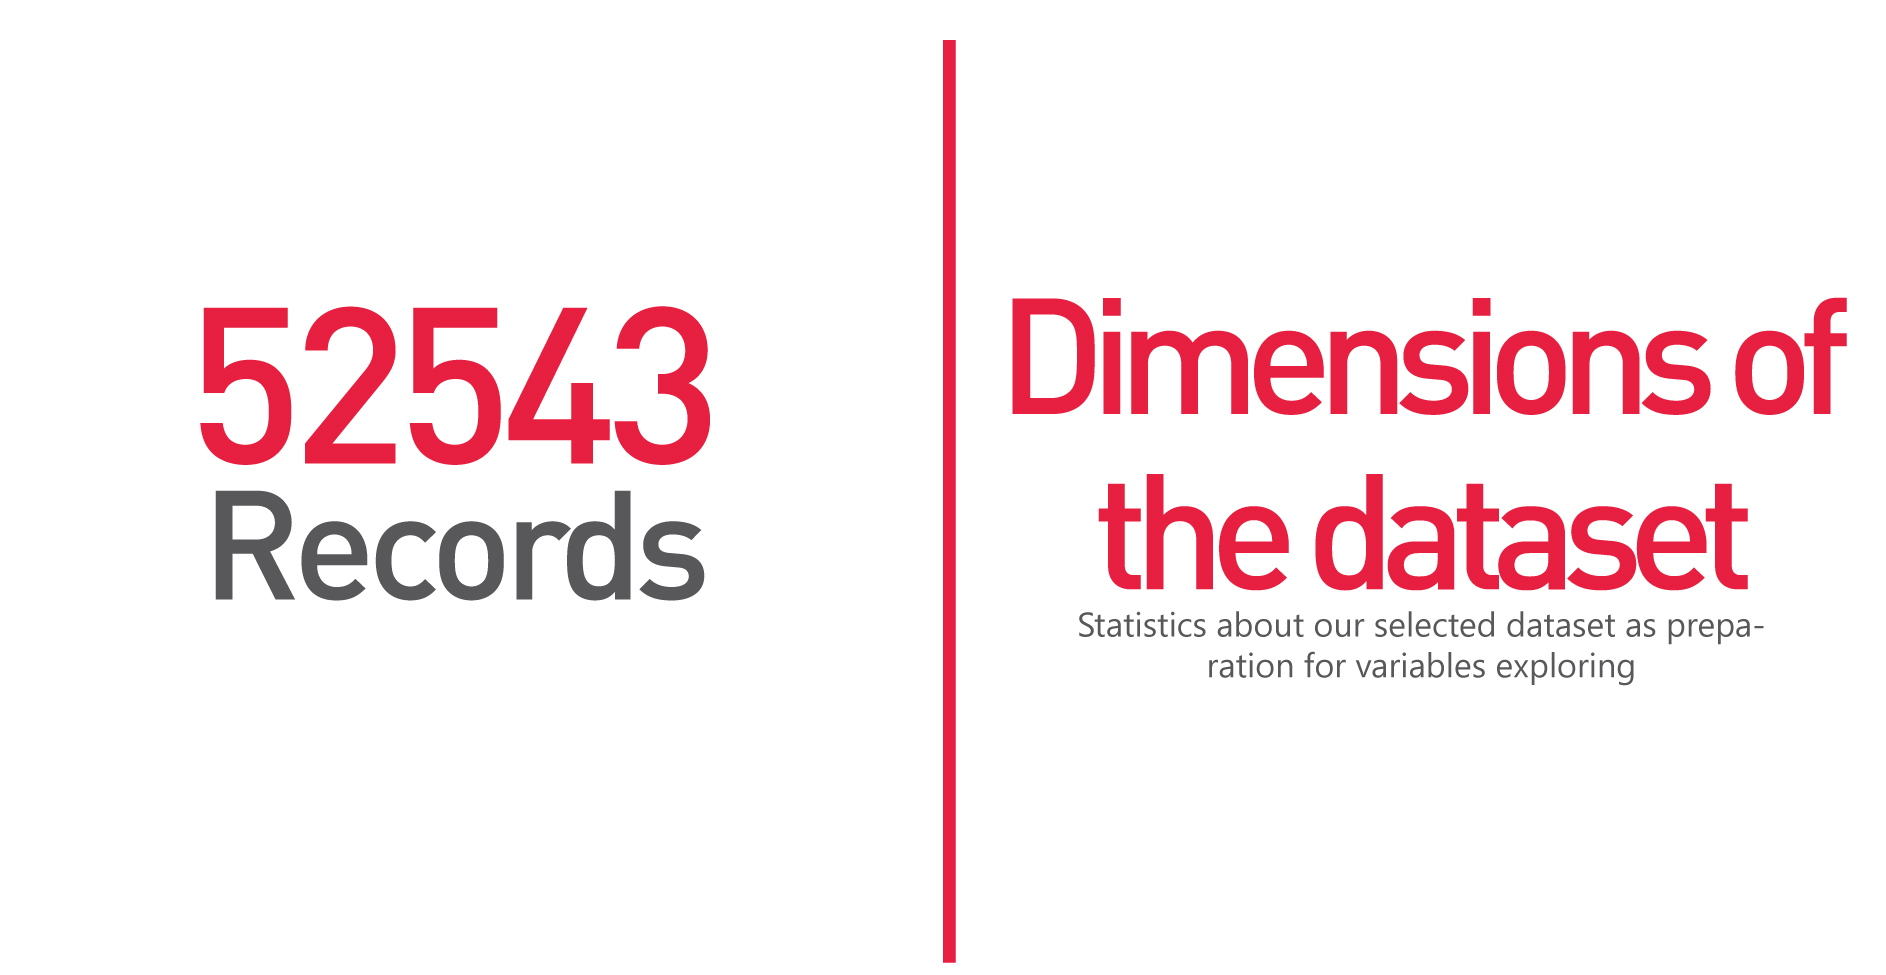 52543
Records
Dimensions of
the dataset
Statistics about our selected dataset as prepa-
ration for variables exploring